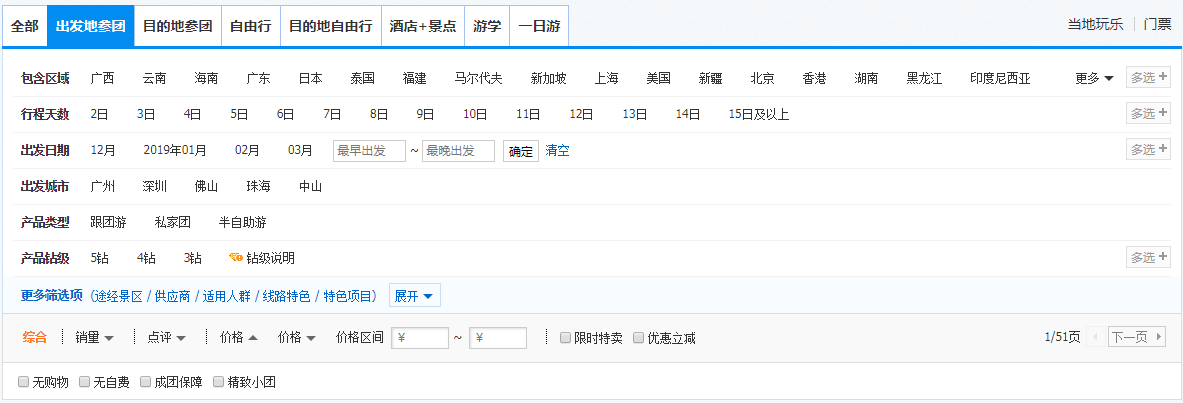 全部 出发地参团 目的地参团 自由行 目的地自由行 酒店+景点 游学 一日游 当地玩乐 门票
包含区域 广西 云南 海南 广东 日本 泰国 福建 马尔代夫 新加坡 上海 美国 新疆 北京 香港 湖南 黑龙江 印度尼西亚 更多 多选+
行程天数 2日 3日 4日 5日 6日 7日 8日 9日 10日 11日 12日 13日 14日 15日及以上 多选+
出发日期 12月 2019年01月 02月 03月 最早出发 ~ 最晚出发 确定 清空 多选+
出发城市 广州 深圳 佛山 珠海 中山
产品类型 跟团游 私家团 半自助游
产品钻级 5钻 4钻 3钻 钻级说明 多选+
更多筛选项 (途经景区 / 供应商 / 适用人群 / 线路特色 / 特色项目) 展开
综合 销量 点评 价格 价格 价格区间 ¥ ~ ¥ 限时特卖 优惠立减 1/51页 下一页
无购物 无自费 成团保障 精致小团